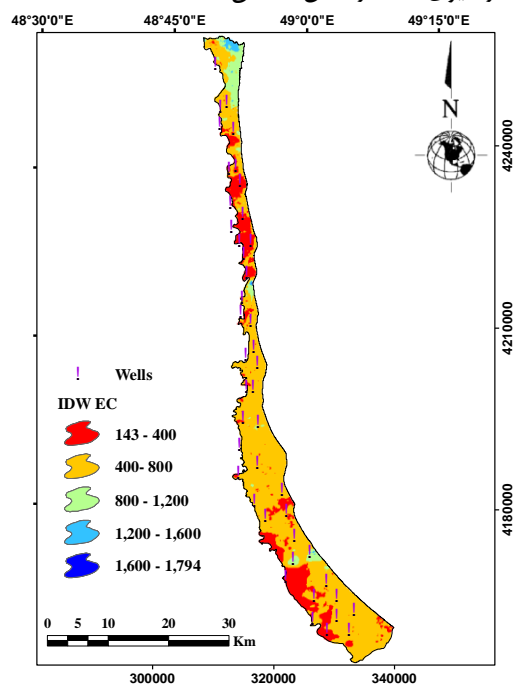 48°30'0"E 48°45'0"E 49°0'0"E 49°15'0"E
N
4240000
4210000
4180000
Wells
IDW EC
143 - 400
400- 800
800 - 1,200
1,200 - 1,600
1,600 - 1,794
0 5 10 20 30
Km
300000 320000 340000